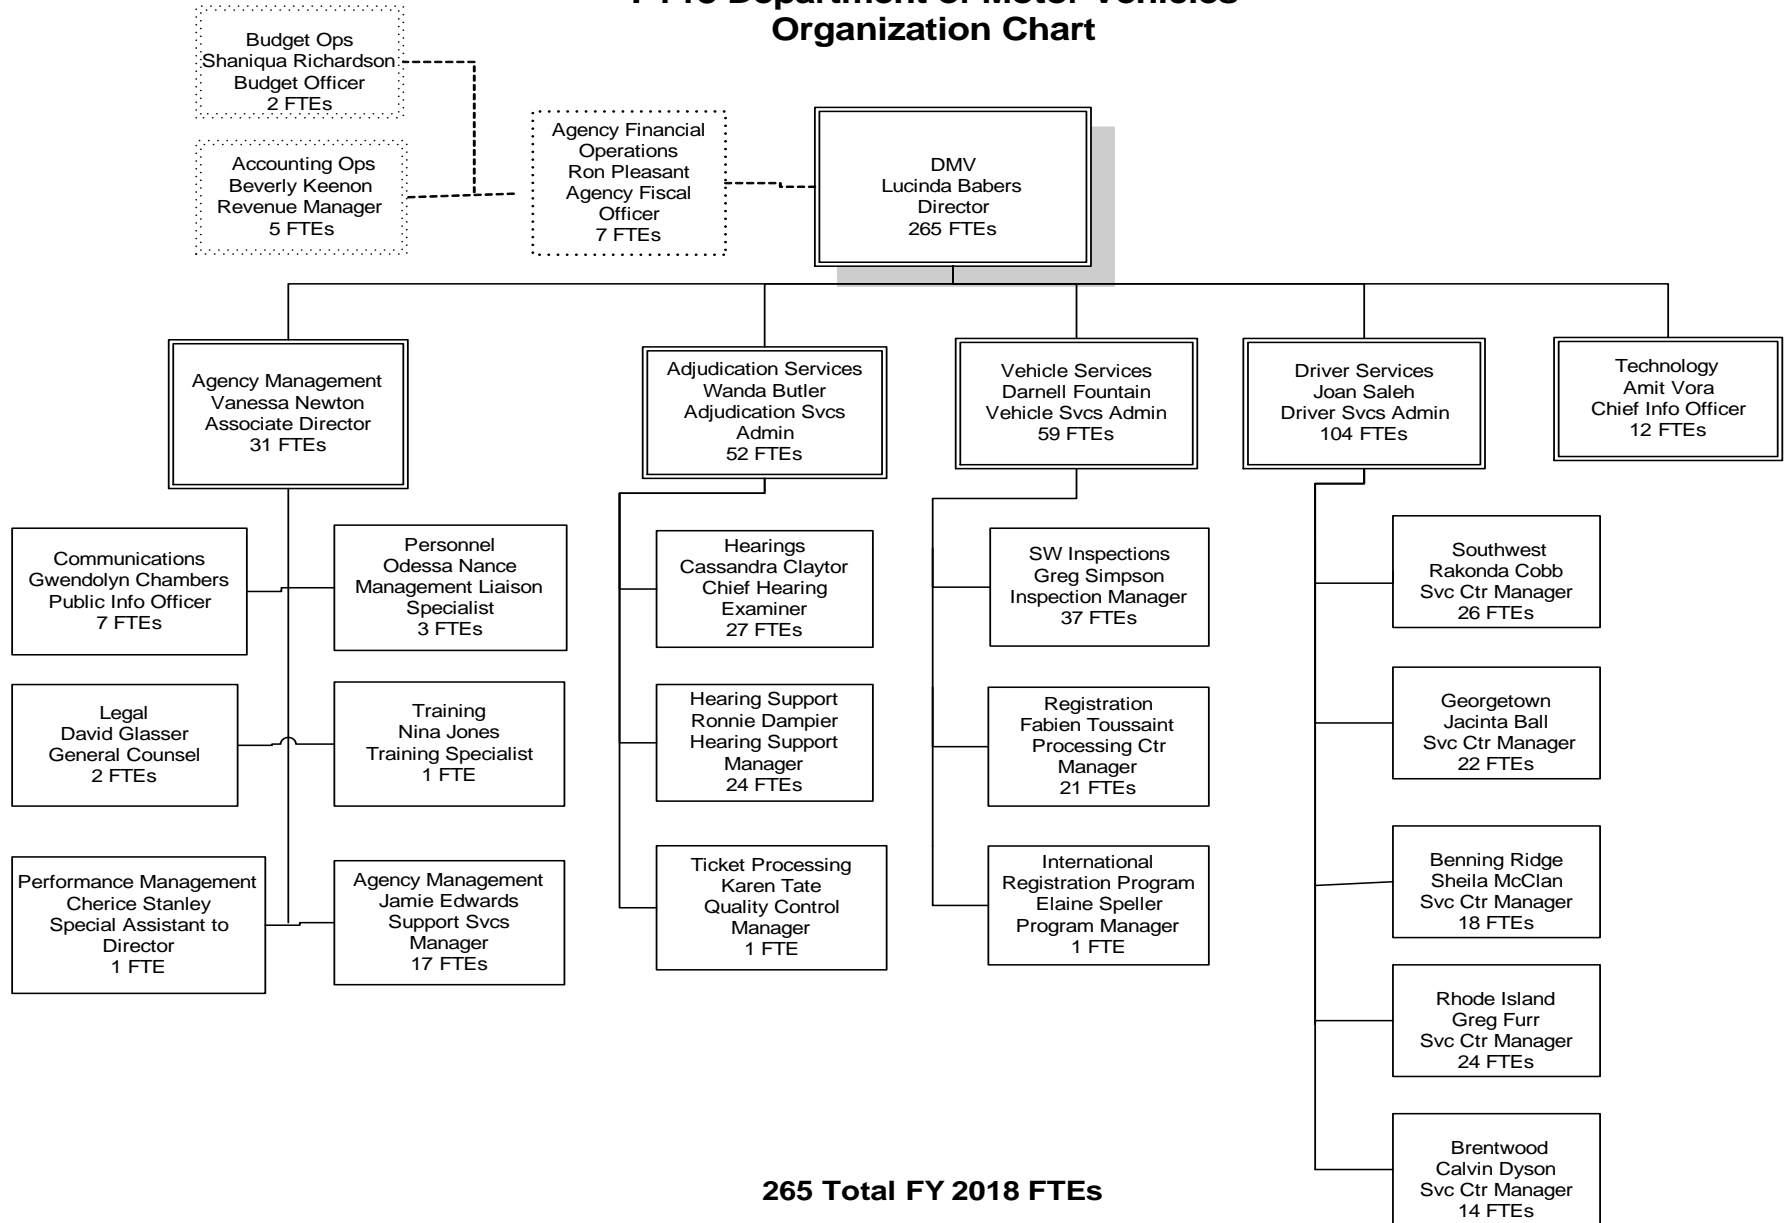 Department of Motor Vehicles
Organization Chart
Budget Ops
Shaniqua Richardson
Budget Officer
2 FTEs
Accounting Ops
Beverly Keenon
Revenue Manager
5 FTEs
Agency Financial
Operations
Ron Pleasant
Agency Fiscal
Officer
7 FTEs
DMV
Lucinda Babers
Director
265 FTEs
Agency Management
Vanessa Newton
Associate Director
31 FTEs
Adjudication Services
Wanda Butler
Adjudication Svcs
Admin
52 FTEs
Vehicle Services
Darnell Fountain
Vehicle Svcs Admin
59 FTEs
Driver Services
Joan Saleh
Driver Svcs Admin
104 FTEs
Technology
Amit Vora
Chief Info Officer
12 FTEs
Communications
Gwendolyn Chambers
Public Info Officer
7 FTEs
Personnel
Odessa Nance
Management Liaison
Specialist
3 FTEs
Legal
David Glasser
General Counsel
2 FTEs
Training
Nina Jones
Training Specialist
1 FTE
Performance Management
Cherice Stanley
Special Assistant to
Director
1 FTE
Agency Management
Jamie Edwards
Support Svcs
Manager
17 FTEs
Hearings
Cassandra Claytor
Chief Hearing
Examiner
27 FTEs
Hearing Support
Ronnie Dampier
Hearing Support
Manager
24 FTEs
Ticket Processing
Karen Tate
Quality Control
Manager
1 FTE
SW Inspections
Greg Simpson
Inspection Manager
37 FTEs
Registration
Fabien Toussaint
Processing Ctr
Manager
21 FTEs
International
Registration Program
Elaine Speller
Program Manager
1 FTE
Southwest
Rakonda Cobb
Svc Ctr Manager
26 FTEs
Georgetown
Jacinta Ball
Svc Ctr Manager
22 FTEs
Benning Ridge
Sheila McClan
Svc Ctr Manager
18 FTEs
Rhode Island
Greg Furr
Svc Ctr Manager
24 FTEs
Brentwood
Calvin Dyson
Svc Ctr Manager
14 FTEs
265 Total FY 2018 FTEs